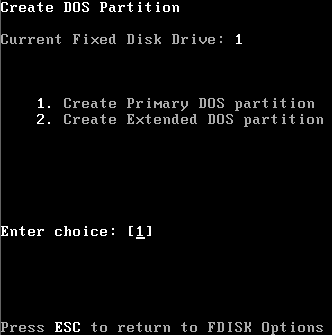 Create DOS Partition
Current Fixed Disk Drive: 1
1. Create Primary DOS partition
2. Create Extended DOS partition
Enter choice: [1]
Press ESC to return to FDISK Options